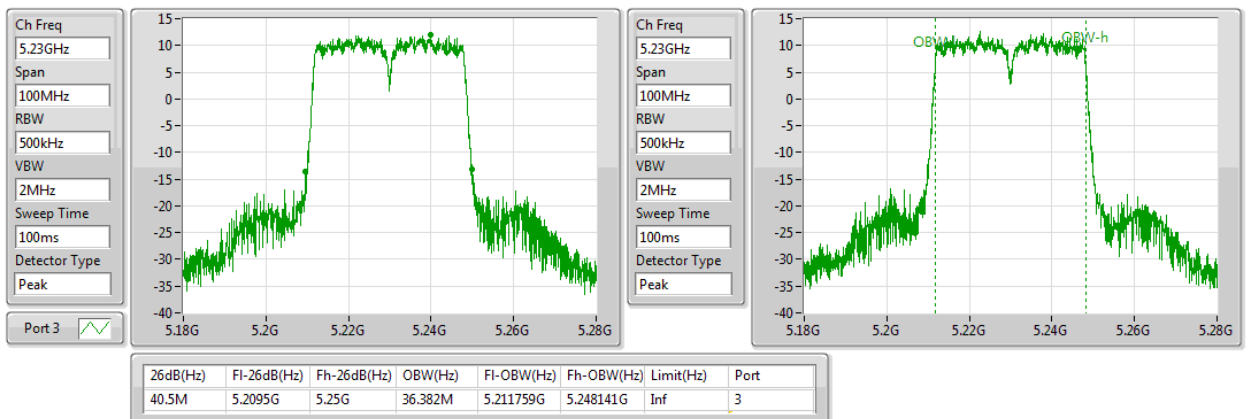 Ch Freq
5.23GHz
Span
100MHz
RBW
500kHz
VBW
2MHz
Sweep Time
100ms
Detector Type
Peak
Port 3
15
10
5
0
-5
-10
-15
-20
-25
-30
-35
-40
5.18G 5.2G 5.22G 5.24G 5.26G 5.28G
Ch Freq
5.23GHz
Span
100MHz
RBW
500kHz
VBW
2MHz
Sweep Time
100ms
Detector Type
Peak
15
10
5
0
-5
-10
-15
-20
-25
-30
-35
-40
OBW-h
5.18G 5.2G 5.22G 5.24G 5.26G 5.28G
26dB(Hz) Fl-26dB(Hz) Fh-26dB(Hz) OBW(Hz) Fl-OBW(Hz) Fh-OBW(Hz) Limit(Hz) Port
40.5M 5.2095G 5.25G 36.382M 5.211759G 5.248141G Inf 3